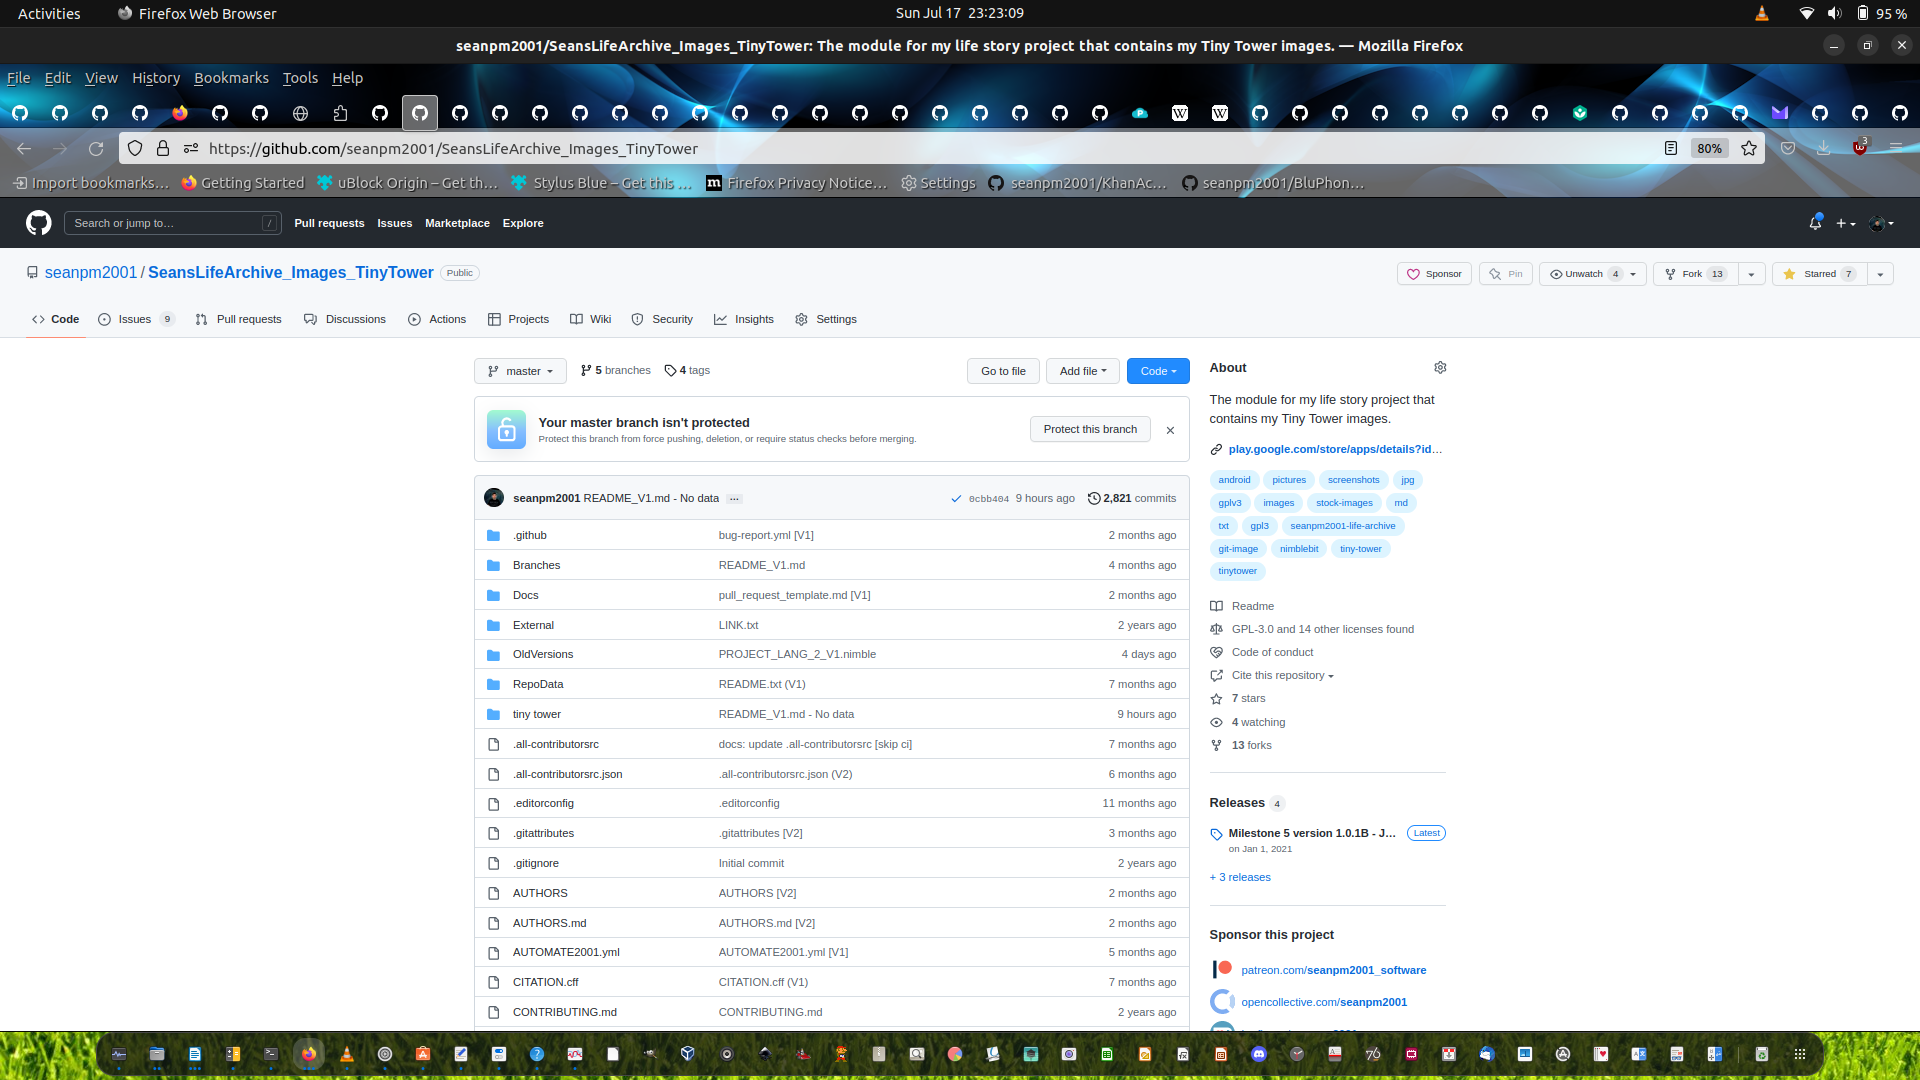 Activities Firefox Web Browser Sun Jul 17 23:23:09 95 %
seanpm2001/SeansLifeArchive_Images_TinyTower: The module for my life story project that contains my Tiny Tower images. — Mozilla Firefox
File Edit View History Bookmarks Tools Help
https://github.com/seanpm2001/SeansLifeArchive_Images_TinyTower 80% 3
Import bookmarks… Getting Started uBlock Origin – Get th… Stylus Blue – Get this … Firefox Privacy Notice… Settings seanpm2001/KhanAc… seanpm2001/BluPhon…
Search or jump to… / Pull requests Issues Marketplace Explore
seanpm2001 / SeansLifeArchive_Images_TinyTower Public Sponsor Pin Unwatch 4 Fork 13 Starred 7
Code Issues 9 Pull requests Discussions Actions Projects Wiki Security Insights Settings
master 5 branches 4 tags Go to file Add file Code
Your master branch isn't protected
Protect this branch from force pushing, deletion, or require status checks before merging.
Protect this branch
seanpm2001 README_V1.md - No data … 0cbb404 9 hours ago 2,821 commits
.github bug-report.yml [V1] 2 months ago
Branches README_V1.md 4 months ago
Docs pull_request_template.md [V1] 2 months ago
External LINK.txt 2 years ago
OldVersions PROJECT_LANG_2_V1.nimble 4 days ago
RepoData README.txt (V1) 7 months ago
tiny tower README_V1.md - No data 9 hours ago
.all-contributorsrc docs: update .all-contributorsrc [skip ci] 7 months ago
.all-contributorsrc.json .all-contributorsrc.json (V2) 6 months ago
.editorconfig .editorconfig 11 months ago
.gitattributes .gitattributes [V2] 3 months ago
.gitignore Initial commit 2 years ago
AUTHORS AUTHORS [V2] 2 months ago
AUTHORS.md AUTHORS.md [V2] 2 months ago
AUTOMATE2001.yml AUTOMATE2001.yml [V1] 5 months ago
CITATION.cff CITATION.cff (V1) 7 months ago
CONTRIBUTING.md CONTRIBUTING.md 2 years ago
About
The module for my life story project that
contains my Tiny Tower images.
play.google.com/store/apps/details?id…
android pictures screenshots jpg
gplv3 images stock-images md
txt gpl3 seanpm2001-life-archive
git-image nimblebit tiny-tower
tinytower
Readme
GPL-3.0 and 14 other licenses found
Code of conduct
Cite this repository
7 stars
4 watching
13 forks
Releases 4
Milestone 5 version 1.0.1B - J… Latest
on Jan 1, 2021
+ 3 releases
Sponsor this project
patreon.com/seanpm2001_software
opencollective.com/seanpm2001